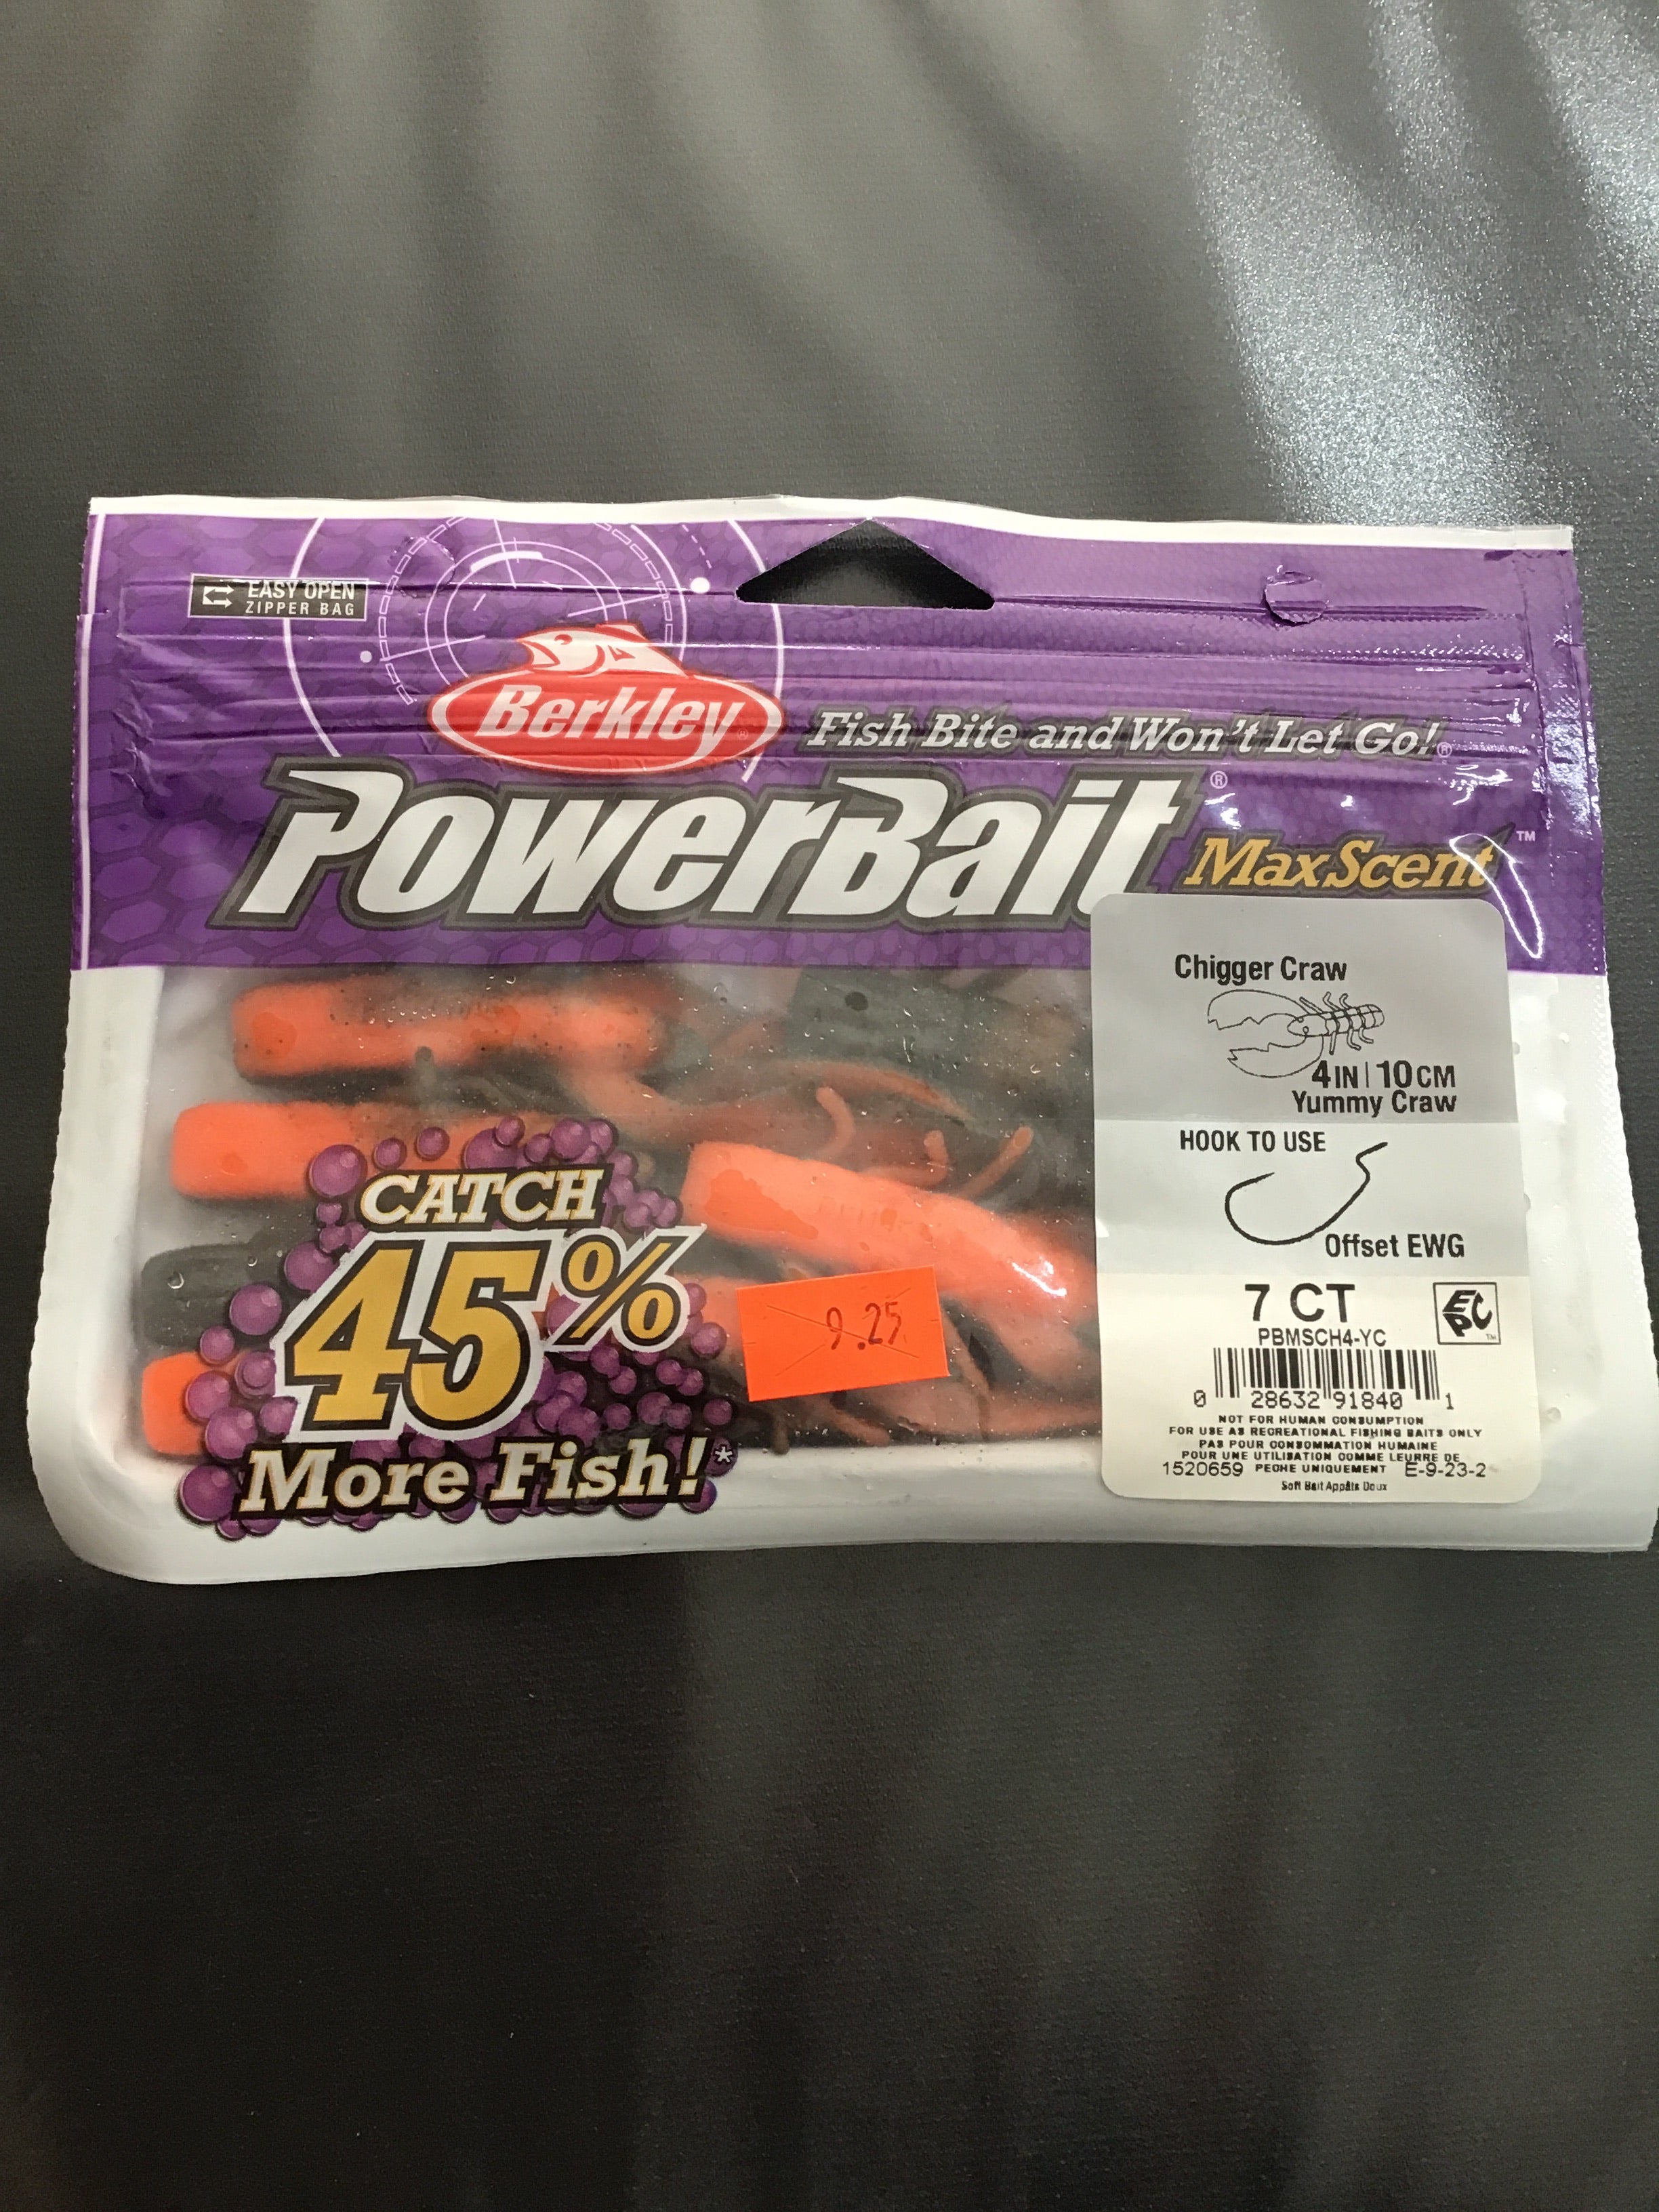 EASY OPEN
ZIPPER BAG
Berkley®
Fish Bite and Won't Let Go!®
PowerBait®
MaxScent™
Chigger Craw
4IN | 10CM
Yummy Craw
HOOK TO USE
Offset EWG
CATCH
45%
More Fish!*
9.25
7 CT
EPC™
PBMSCH4-YC
0 28632 91840 1
NOT FOR HUMAN CONSUMPTION
FOR USE AS RECREATIONAL FISHING BAITS ONLY
PAS POUR CONSOMMATION HUMAINE
POUR UNE UTILISATION COMME LEURRE DE
1520659 PECHE UNIQUEMENT E-9-23-2
Soft Bait Appâts Doux